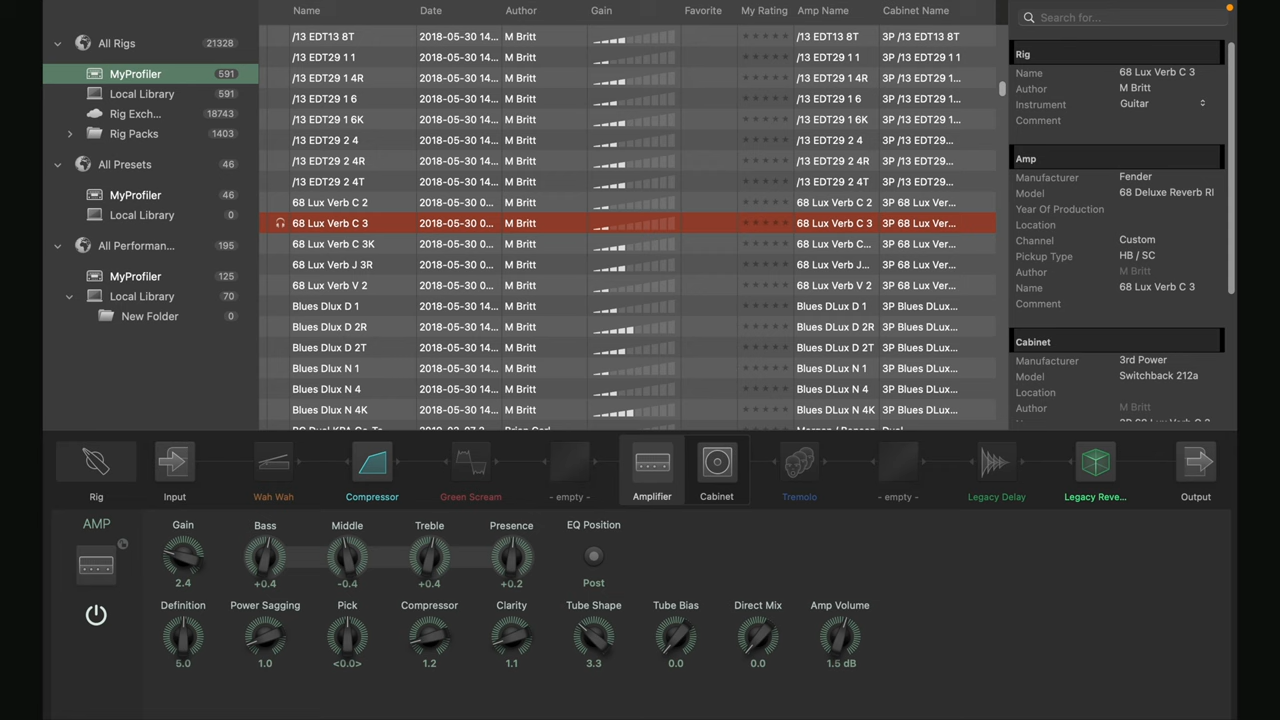 Name Date Author Gain Favorite My Rating Amp Name Cabinet Name
Search for...
All Rigs 21328
MyProfiler 591
Local Library 591
Rig Exch... 18743
Rig Packs 1403
All Presets 46
MyProfiler 46
Local Library 0
All Performan... 195
MyProfiler 125
Local Library 70
New Folder 0
/13 EDT13 8T 2018-05-30 14... M Britt /13 EDT13 8T 3P /13 EDT13 8T
/13 EDT29 1 1 2018-05-30 14... M Britt /13 EDT29 1 1 3P /13 EDT29 1 1
/13 EDT29 1 4R 2018-05-30 14... M Britt /13 EDT29 1 4R 3P /13 EDT29 1...
/13 EDT29 1 6 2018-05-30 14... M Britt /13 EDT29 1 6 3P /13 EDT29 1...
/13 EDT29 1 6K 2018-05-30 14... M Britt /13 EDT29 1 6K 3P /13 EDT29 1...
/13 EDT29 2 4 2018-05-30 14... M Britt /13 EDT29 2 4 3P /13 EDT29...
/13 EDT29 2 4R 2018-05-30 14... M Britt /13 EDT29 2 4R 3P /13 EDT29...
/13 EDT29 2 4T 2018-05-30 14... M Britt /13 EDT29 2 4T 3P /13 EDT29...
68 Lux Verb C 2 2018-05-30 0... M Britt 68 Lux Verb C 2 3P 68 Lux Ver...
68 Lux Verb C 3 2018-05-30 0... M Britt 68 Lux Verb C 3 3P 68 Lux Ver...
68 Lux Verb C 3K 2018-05-30 0... M Britt 68 Lux Verb C... 3P 68 Lux Ver...
68 Lux Verb J 3R 2018-05-30 0... M Britt 68 Lux Verb J... 3P 68 Lux Ver...
68 Lux Verb V 2 2018-05-30 0... M Britt 68 Lux Verb V 2 3P 68 Lux Ver...
Blues DLux D 1 2018-05-30 14... M Britt Blues DLux D 1 3P Blues DLux...
Blues DLux D 2R 2018-05-30 14... M Britt Blues DLux D 2R 3P Blues DLux...
Blues DLux D 2T 2018-05-30 14... M Britt Blues DLux D 2T 3P Blues DLux...
Blues DLux N 1 2018-05-30 14... M Britt Blues DLux N 1 3P Blues DLux...
Blues Dlux N 4 2018-05-30 14... M Britt Blues Dlux N 4 3P Blues Dlux...
Blues Dlux N 4K 2018-05-30 14... M Britt Blues DLux N 4K 3P Blues DLux...
Rig
Name 68 Lux Verb C 3
Author M Britt
Instrument Guitar
Comment
Amp
Manufacturer Fender
Model 68 Deluxe Reverb RI
Year Of Production
Location
Channel Custom
Pickup Type HB / SC
Author M Britt
Name 68 Lux Verb C 3
Comment
Cabinet
Manufacturer 3rd Power
Model Switchback 212a
Location
Author M Britt
Rig Input Wah Wah Compressor Green Scream - empty - Amplifier Cabinet Tremolo - empty - Legacy Delay Legacy Reve... Output
AMP
Gain Bass Middle Treble Presence EQ Position
2.4 +0.4 -0.4 +0.4 +0.2 Post
Definition Power Sagging Pick Compressor Clarity Tube Shape Tube Bias Direct Mix Amp Volume
5.0 1.0 <0.0> 1.2 1.1 3.3 0.0 0.0 1.5 dB